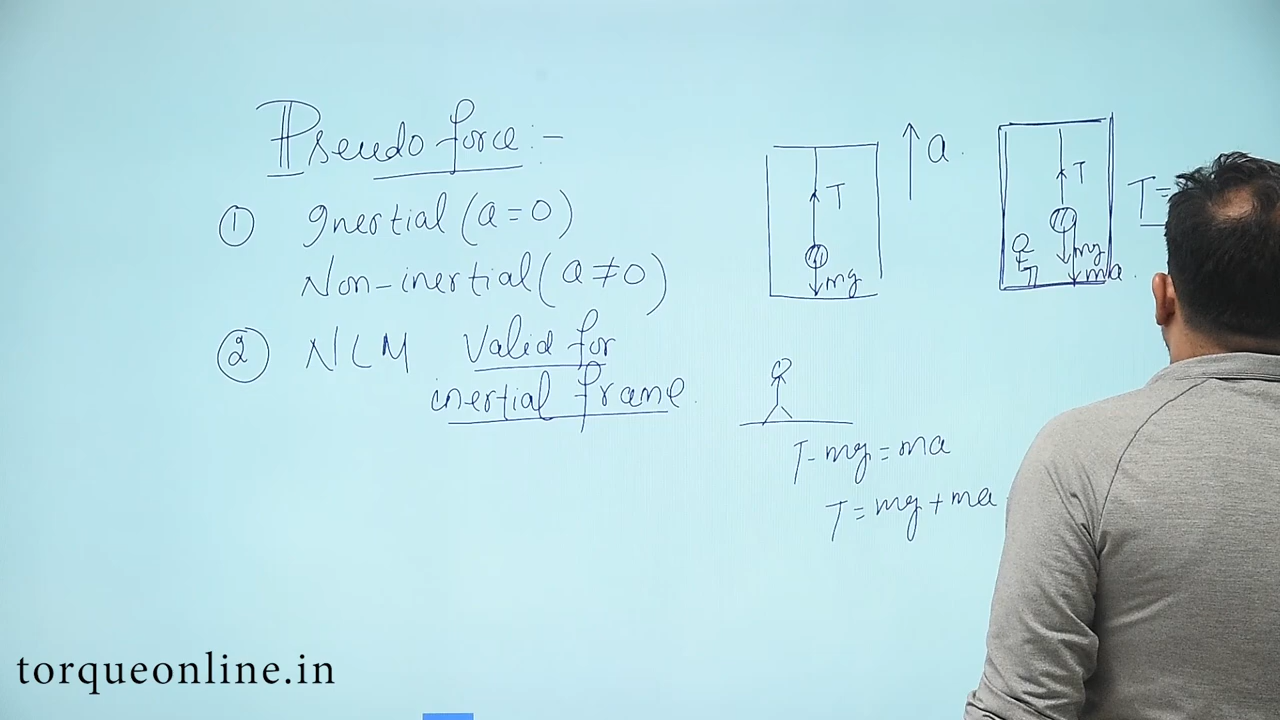 Pseudo force :-
① Inertial (a = 0)
Non-inertial (a ≠ 0)
② NLM Valid for
inertial frame.
T
mg
a
T
mg
ma
T=
T - mg = ma
T = mg + ma
torqueonline.in